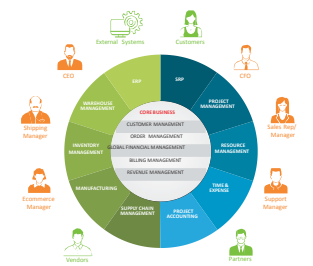 External Systems
Customers
CEO
CFO
ERP
SRP
WAREHOUSE
MANAGEMENT
PROJECT
MANAGEMENT
CORE BUSINESS
CUSTOMER MANAEMENT
ORDER MANAGEMENT
GLOBAL FINANCIAL MANAGEMENT
BILLING MANAGEMENT
REVENUE MANAGEMENT
Shipping
Manager
Sales Rep/
Manager
INVENTORY
MANAGEMENT
RESOURCE
MANAGEMENT
MANUFACTURING
TIME &
EXPENSE
Ecommerce
Manager
Support
Manager
SUPPLY CHAIN
MANAGEMENT
PROJECT
ACCOUNTING
Vendors
Partners